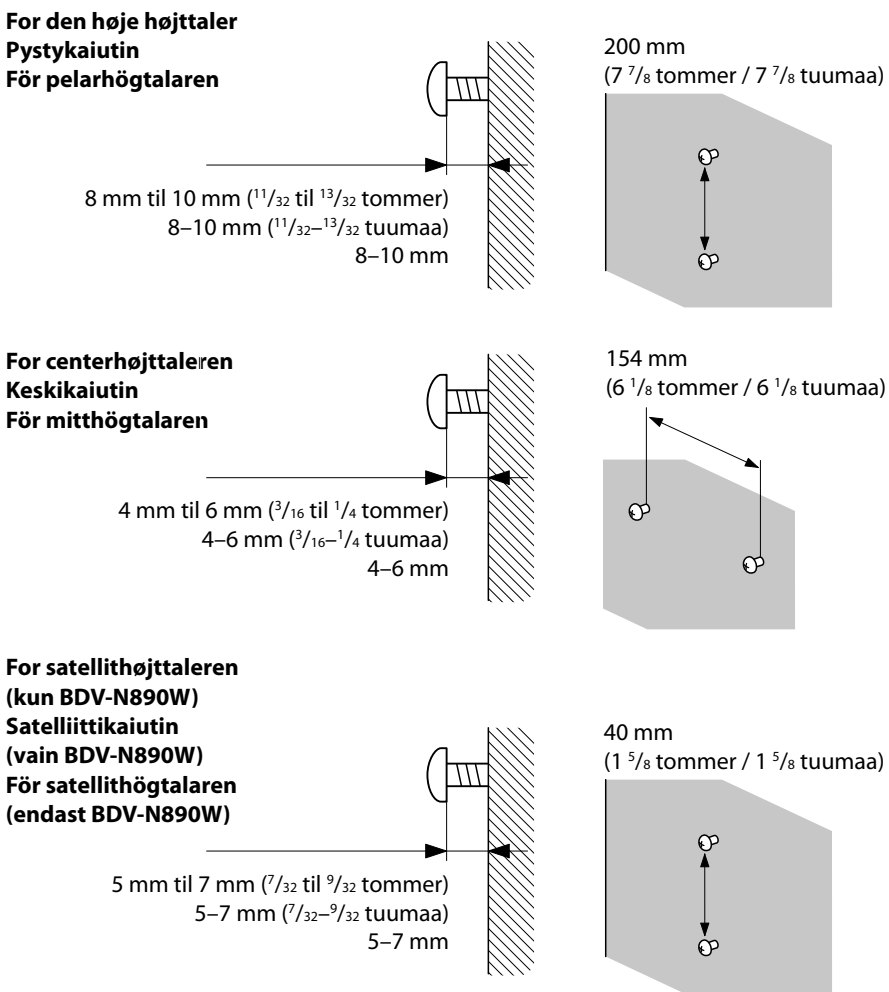 For den høje højttaler
Pystykaiutin
För pelarhögtalaren
8 mm til 10 mm (11/32 til 13/32 tommer)
8–10 mm (11/32–13/32 tuumaa)
8–10 mm
200 mm
(7 7/8 tommer / 7 7/8 tuumaa)
For centerhøjttaleren
Keskikaiutin
För mitthögtalaren
4 mm til 6 mm (3/16 til 1/4 tommer)
4–6 mm (3/16–1/4 tuumaa)
4–6 mm
154 mm
(6 1/8 tommer / 6 1/8 tuumaa)
For satellithøjttaleren
(kun BDV-N890W)
Satelliittikaiutin
(vain BDV-N890W)
För satellithögtalaren
(endast BDV-N890W)
5 mm til 7 mm (7/32 til 9/32 tommer)
5–7 mm (7/32–9/32 tuumaa)
5–7 mm
40 mm
(1 5/8 tommer / 1 5/8 tuumaa)